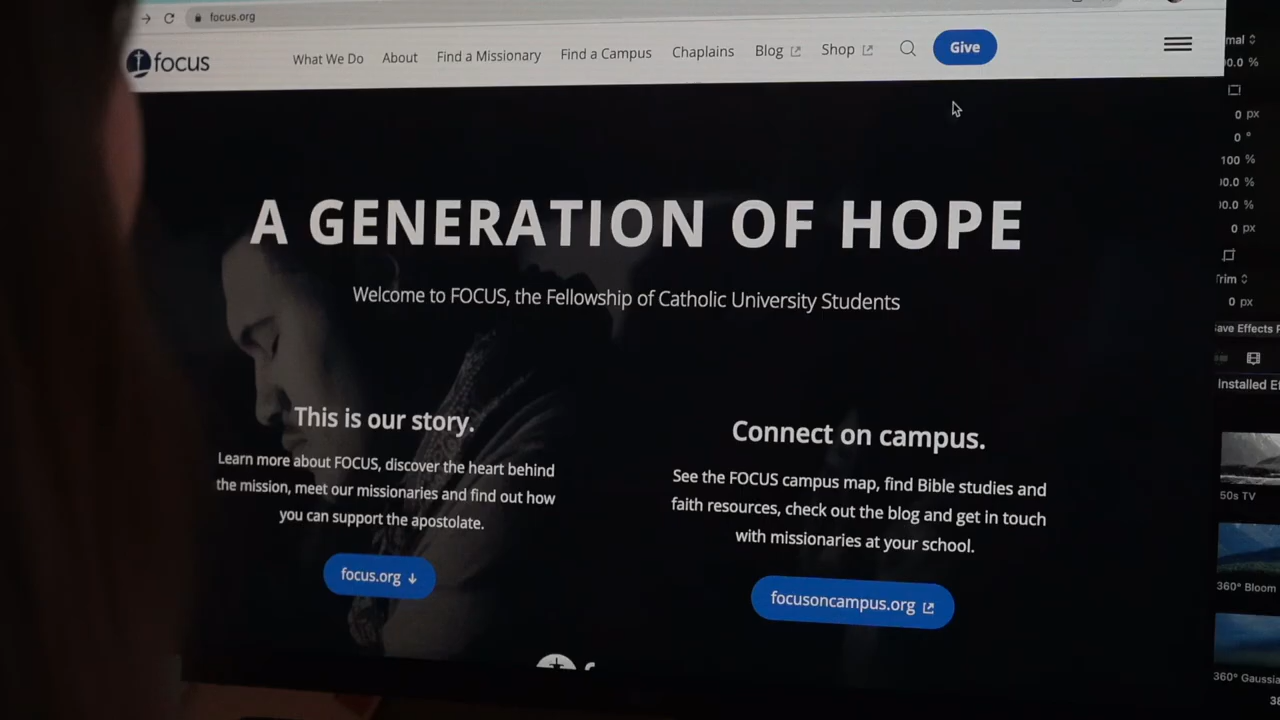 focus.org
focus
What We Do About Find a Missionary Find a Campus Chaplains Blog Shop Give
A GENERATION OF HOPE
Welcome to FOCUS, the Fellowship of Catholic University Students
This is our story.
Learn more about FOCUS, discover the heart behind
the mission, meet our missionaries and find out how
you can support the apostolate.
focus.org
Connect on campus.
See the FOCUS campus map, find Bible studies and
faith resources, check out the blog and get in touch
with missionaries at your school.
focusoncampus.org
0 px
0 °
100 %
0 px
0 px
Effects
Installed
50s TV
360° Bloom
360°